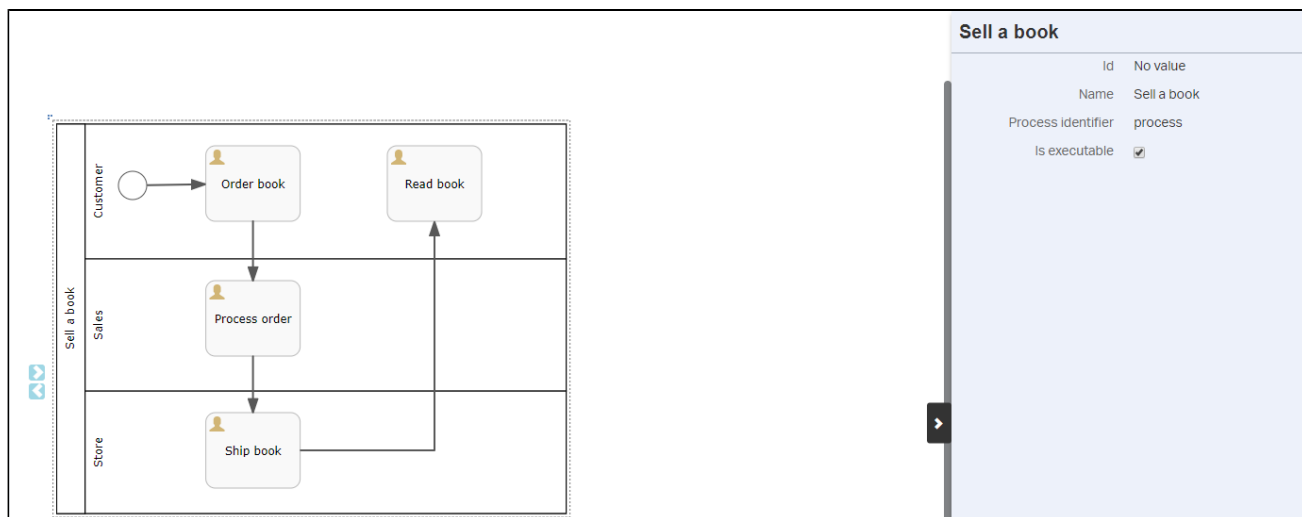 Sell a book
Id No value
Name Sell a book
Process identifier process
Is executable
Sell a book
Customer
Order book
Read book
Sales
Process order
Store
Ship book